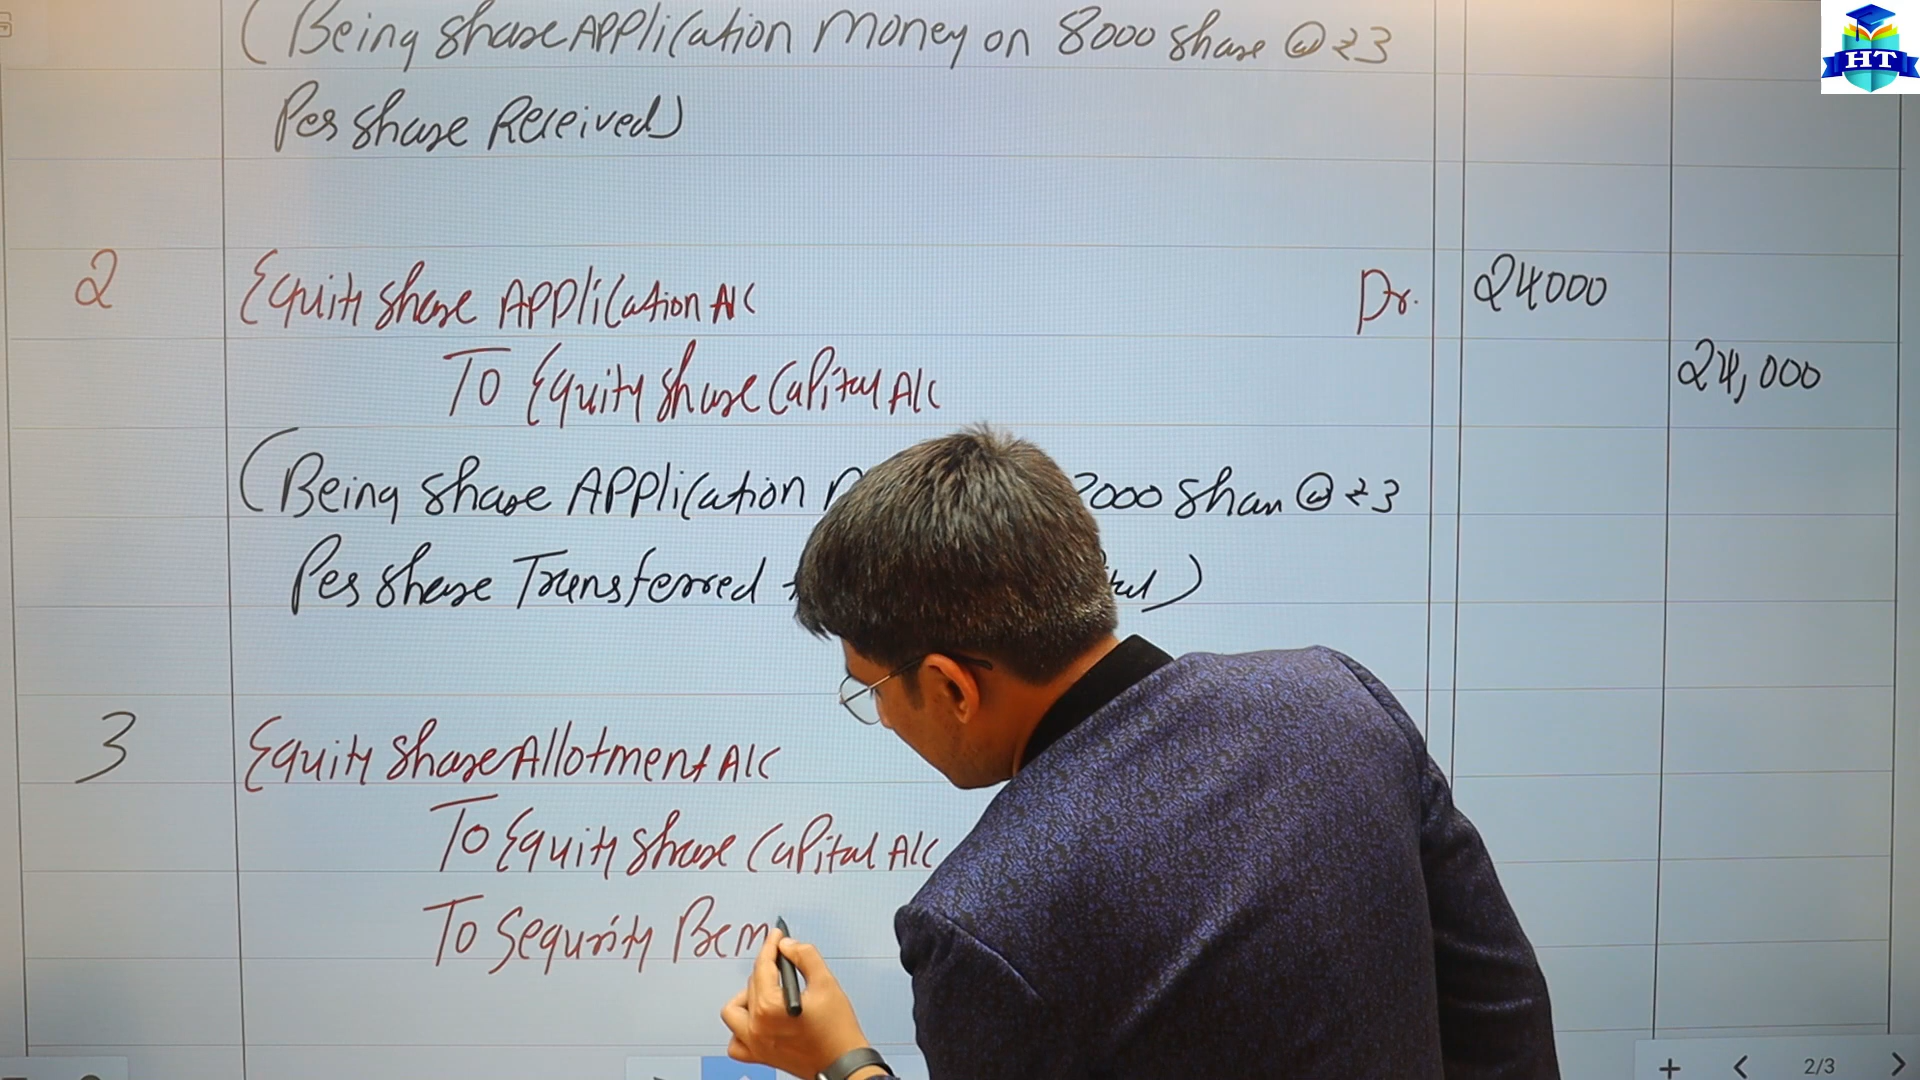 (Being Share Application Money on 8000 Share @ ₹3
Per Share Received)
2 Equity Share Application A/C Dr. 24000
To Equity Share Capital A/C 24,000
(Being Share Application 8000 Share @ ₹3
Per Share Transferred
3 Equity Share Allotment A/C
To Equity Share Capital A/C
To Sequrity
HT
2/3